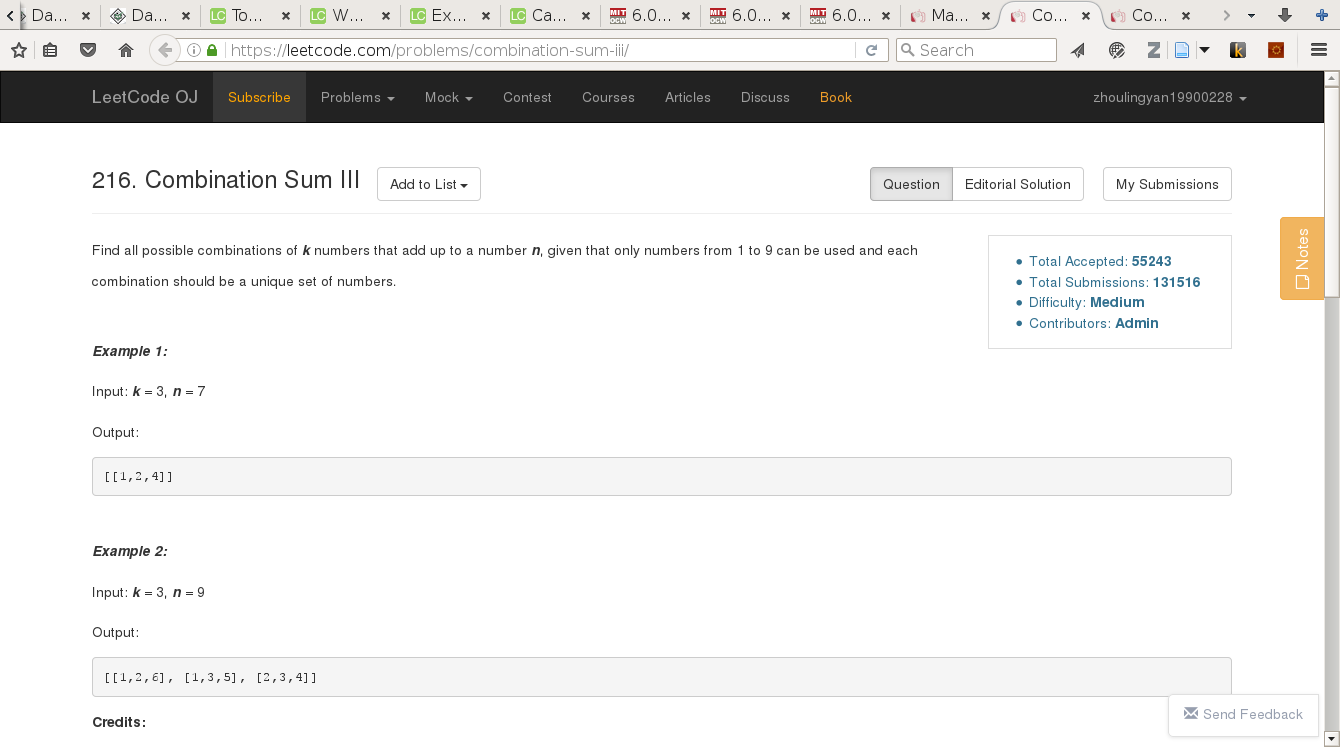 Da... Da... To... W... Ex... Ca... 6.0... 6.0... 6.0... Ma... Co... Co...
https://leetcode.com/problems/combination-sum-iii/ Search
LeetCode OJ Subscribe Problems Mock Contest Courses Articles Discuss Book zhoulingyan19900228
216. Combination Sum III Add to List Question Editorial Solution My Submissions
Find all possible combinations of k numbers that add up to a number n, given that only numbers from 1 to 9 can be used and each
combination should be a unique set of numbers.
Total Accepted: 55243
Total Submissions: 131516
Difficulty: Medium
Contributors: Admin
Notes
Example 1:
Input: k = 3, n = 7
Output:
[[1,2,4]]
Example 2:
Input: k = 3, n = 9
Output:
[[1,2,6], [1,3,5], [2,3,4]]
Credits:
Send Feedback